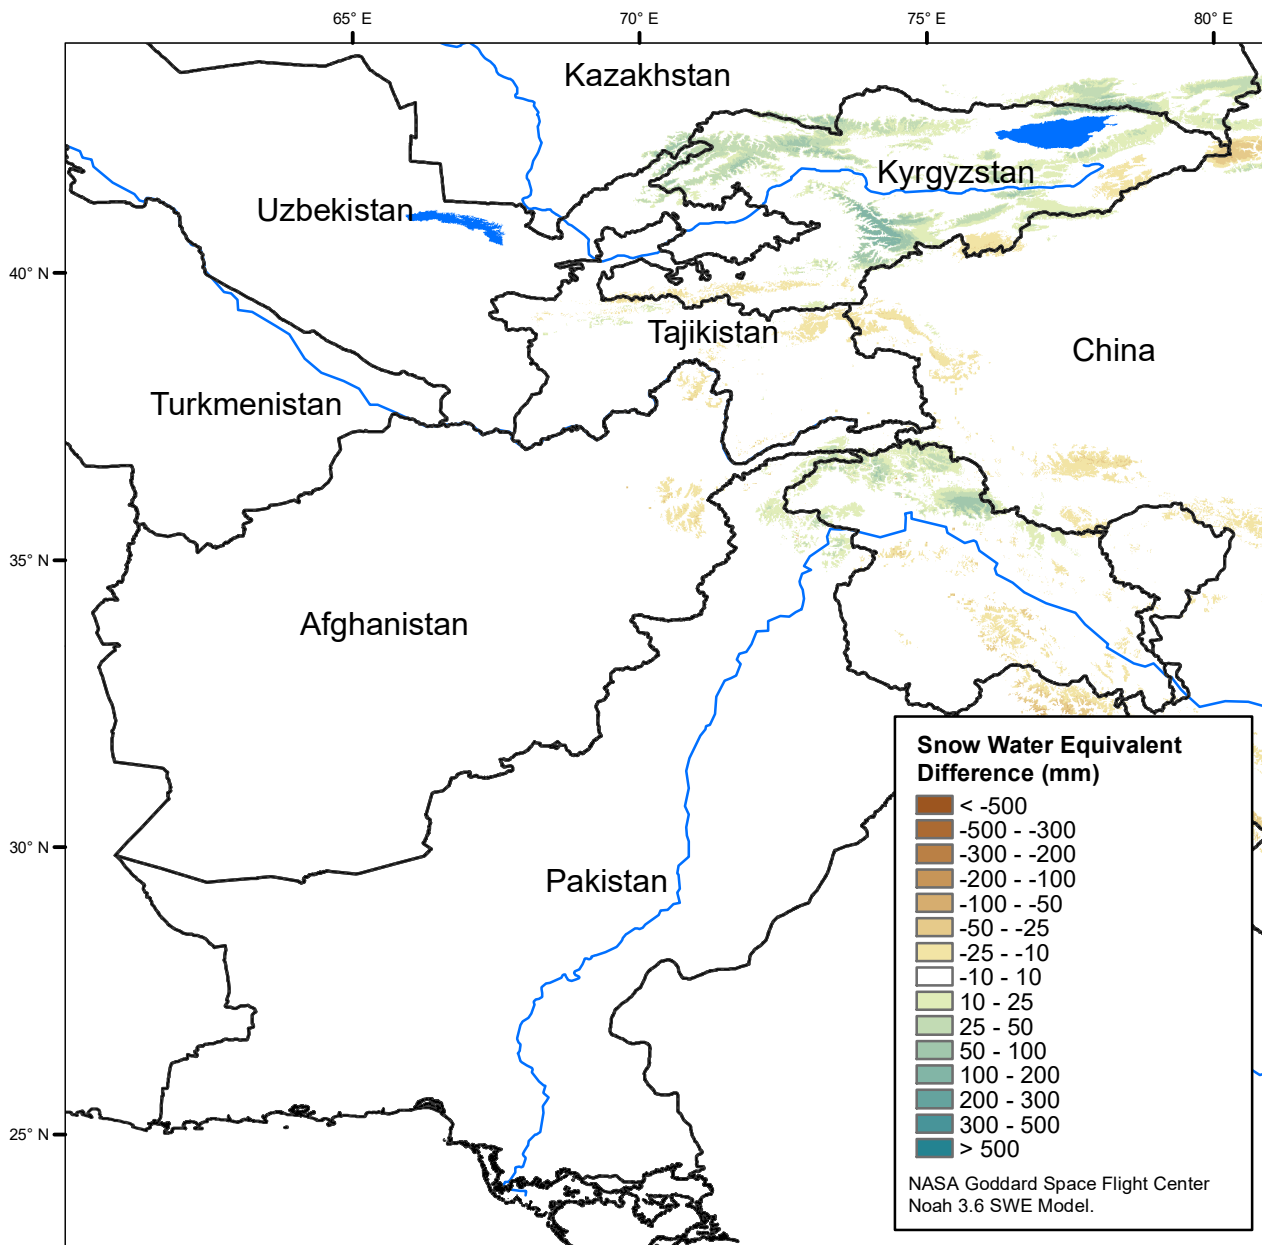 65° E
70° E
75° E
80° E
Kazakhstan
Kyrgyzstan
Uzbekistan
40° N
Tajikistan
China
Turkmenistan
35° N
Afghanistan
Snow Water Equivalent
Difference (mm)
< -500
-500 - -300
-300 - -200
-200 - -100
-100 - -50
-50 - -25
-25 - -10
-10 - 10
10 - 25
25 - 50
50 - 100
100 - 200
200 - 300
300 - 500
> 500
NASA Goddard Space Flight Center
Noah 3.6 SWE Model.
30° N
Pakistan
25° N